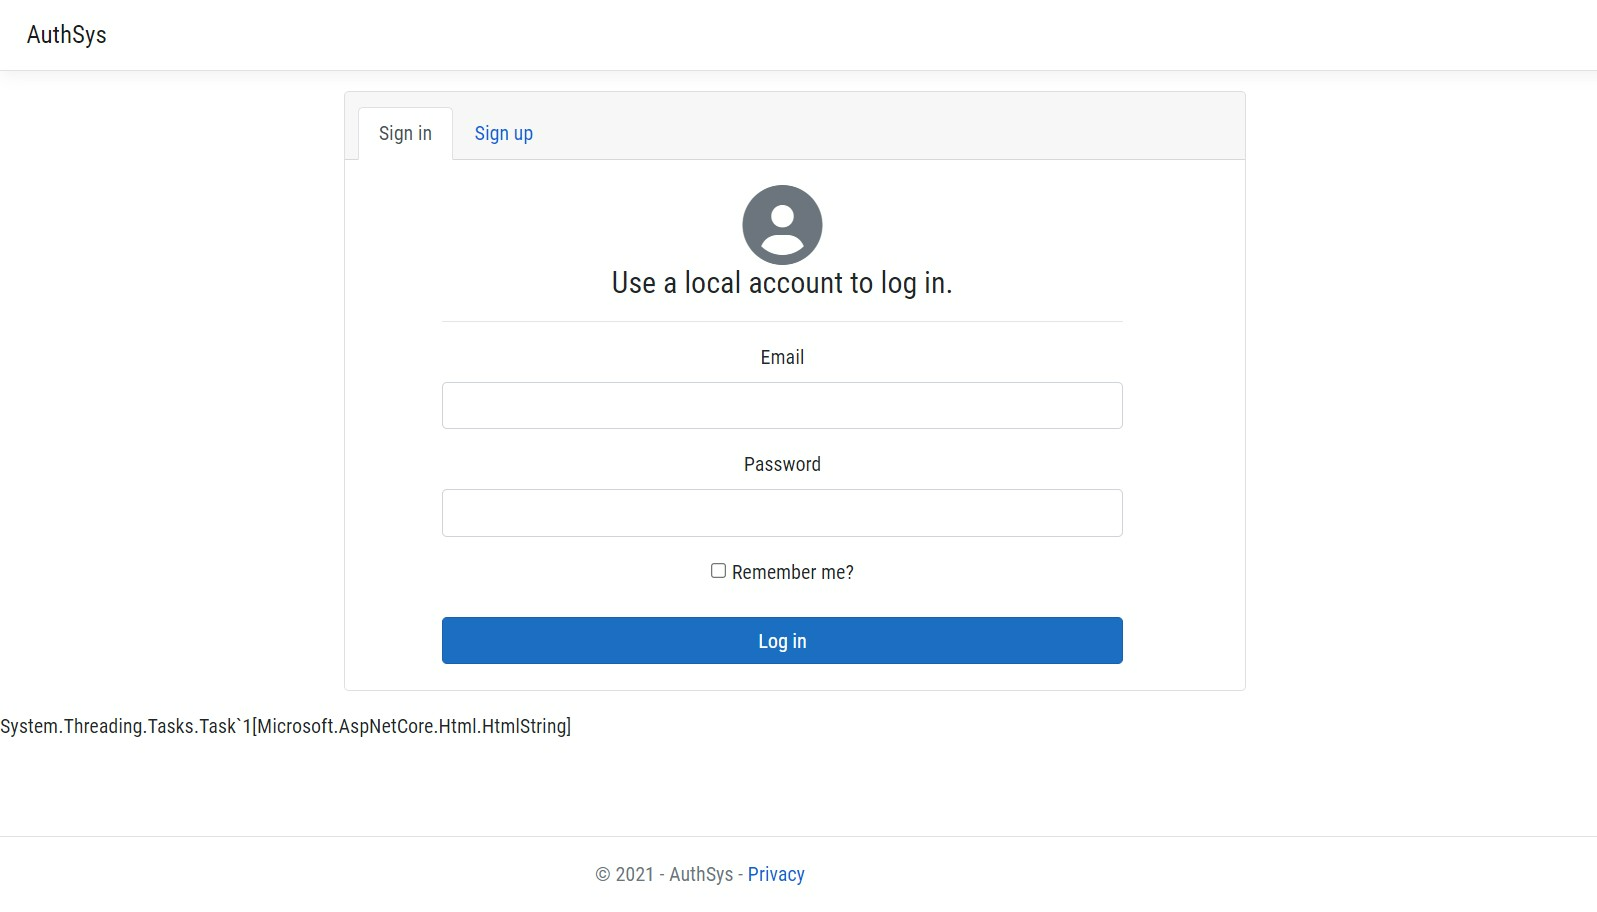 AuthSys
Sign in Sign up
Use a local account to log in.
Email
Password
Remember me?
Log in
System.Threading.Tasks.Task`1[Microsoft.AspNetCore.Html.HtmlString]
© 2021 - AuthSys - Privacy